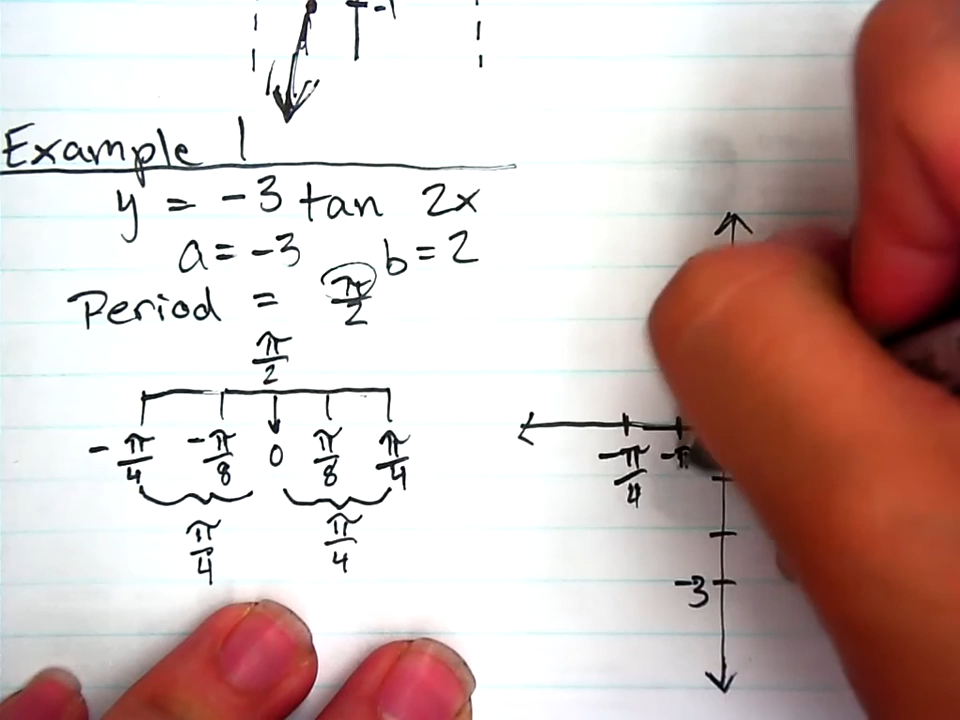 -1
Example 1
y = -3 tan 2x
a = -3 b = 2
Period = π/2
π/2
-π/4 -π/8 0 π/8 π/4
π/4 π/4
-π/4 -π
-3